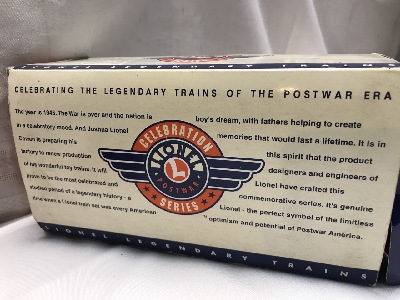 LIONEL LEGENDARY TRAINS
CELEBRATING THE LEGENDARY TRAINS OF THE POSTWAR ERA
The year is 1945. The War is over and the nation is
in a celebratory mood. And Joshua Lionel
Cowen is preparing his
factory to renew production
of toy wonderful toy trains. It will
prove to be the most celebrated and
studied period of a legendary history - a
time when a Lionel train set was every American
CELEBRATION
LIONEL
L
POSTWAR
SERIES
boy's dream, with fathers helping to create
memories that would last a lifetime. It is in
this spirit that the product
designers and engineers of
Lionel have crafted this
commemorative series. It's genuine
Lionel - the perfect symbol of the limitless
optimism and potential of Postwar America.
LIONEL LEGENDARY TRAINS